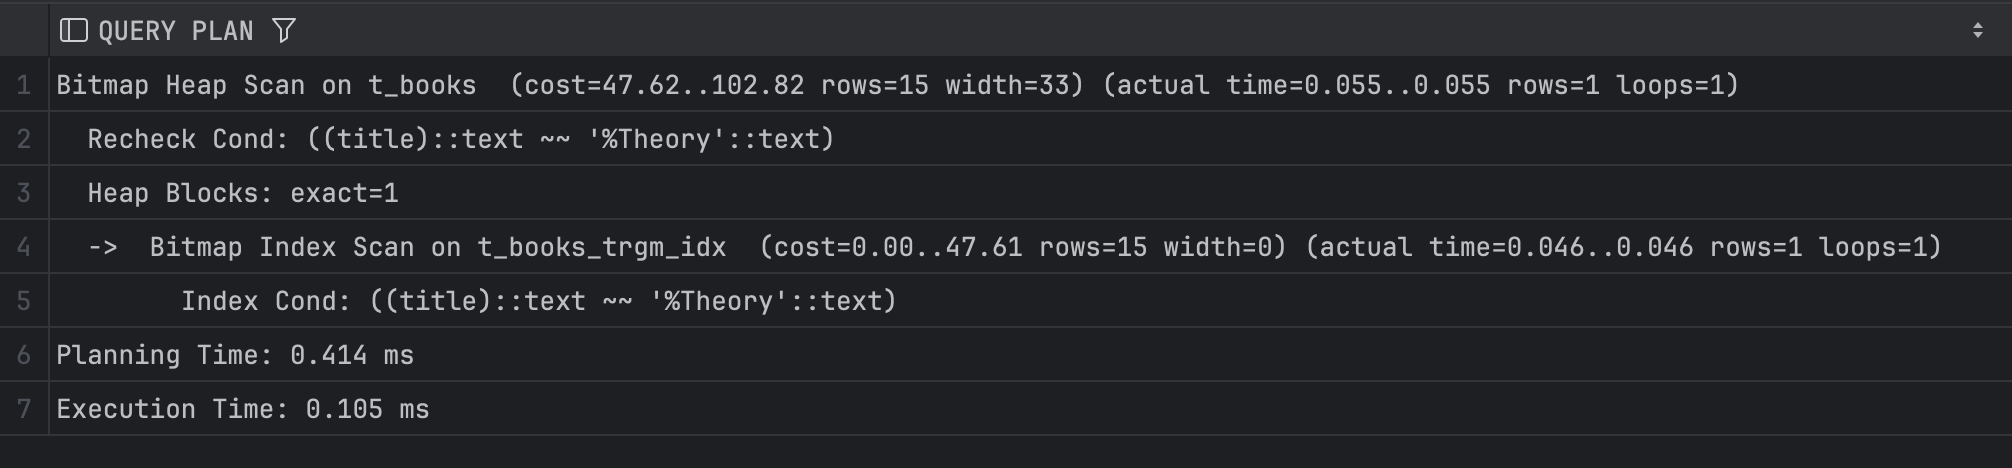 QUERY PLAN
1 Bitmap Heap Scan on t_books  (cost=47.62..102.82 rows=15 width=33) (actual time=0.055..0.055 rows=1 loops=1)
2   Recheck Cond: ((title)::text ~~ '%Theory'::text)
3   Heap Blocks: exact=1
4   ->  Bitmap Index Scan on t_books_trgm_idx  (cost=0.00..47.61 rows=15 width=0) (actual time=0.046..0.046 rows=1 loops=1)
5         Index Cond: ((title)::text ~~ '%Theory'::text)
6 Planning Time: 0.414 ms
7 Execution Time: 0.105 ms